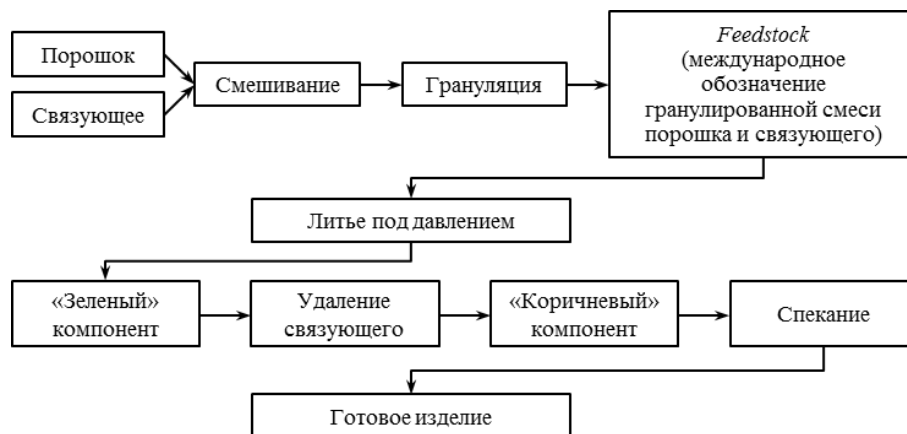 Порошок
Связующее
Смешивание
Грануляция
Feedstock
(международное
обозначение
гранулированной смеси
порошка и связующего)
Литье под давлением
«Зеленый»
компонент
Удаление
связующего
«Коричневый»
компонент
Спекание
Готовое изделие